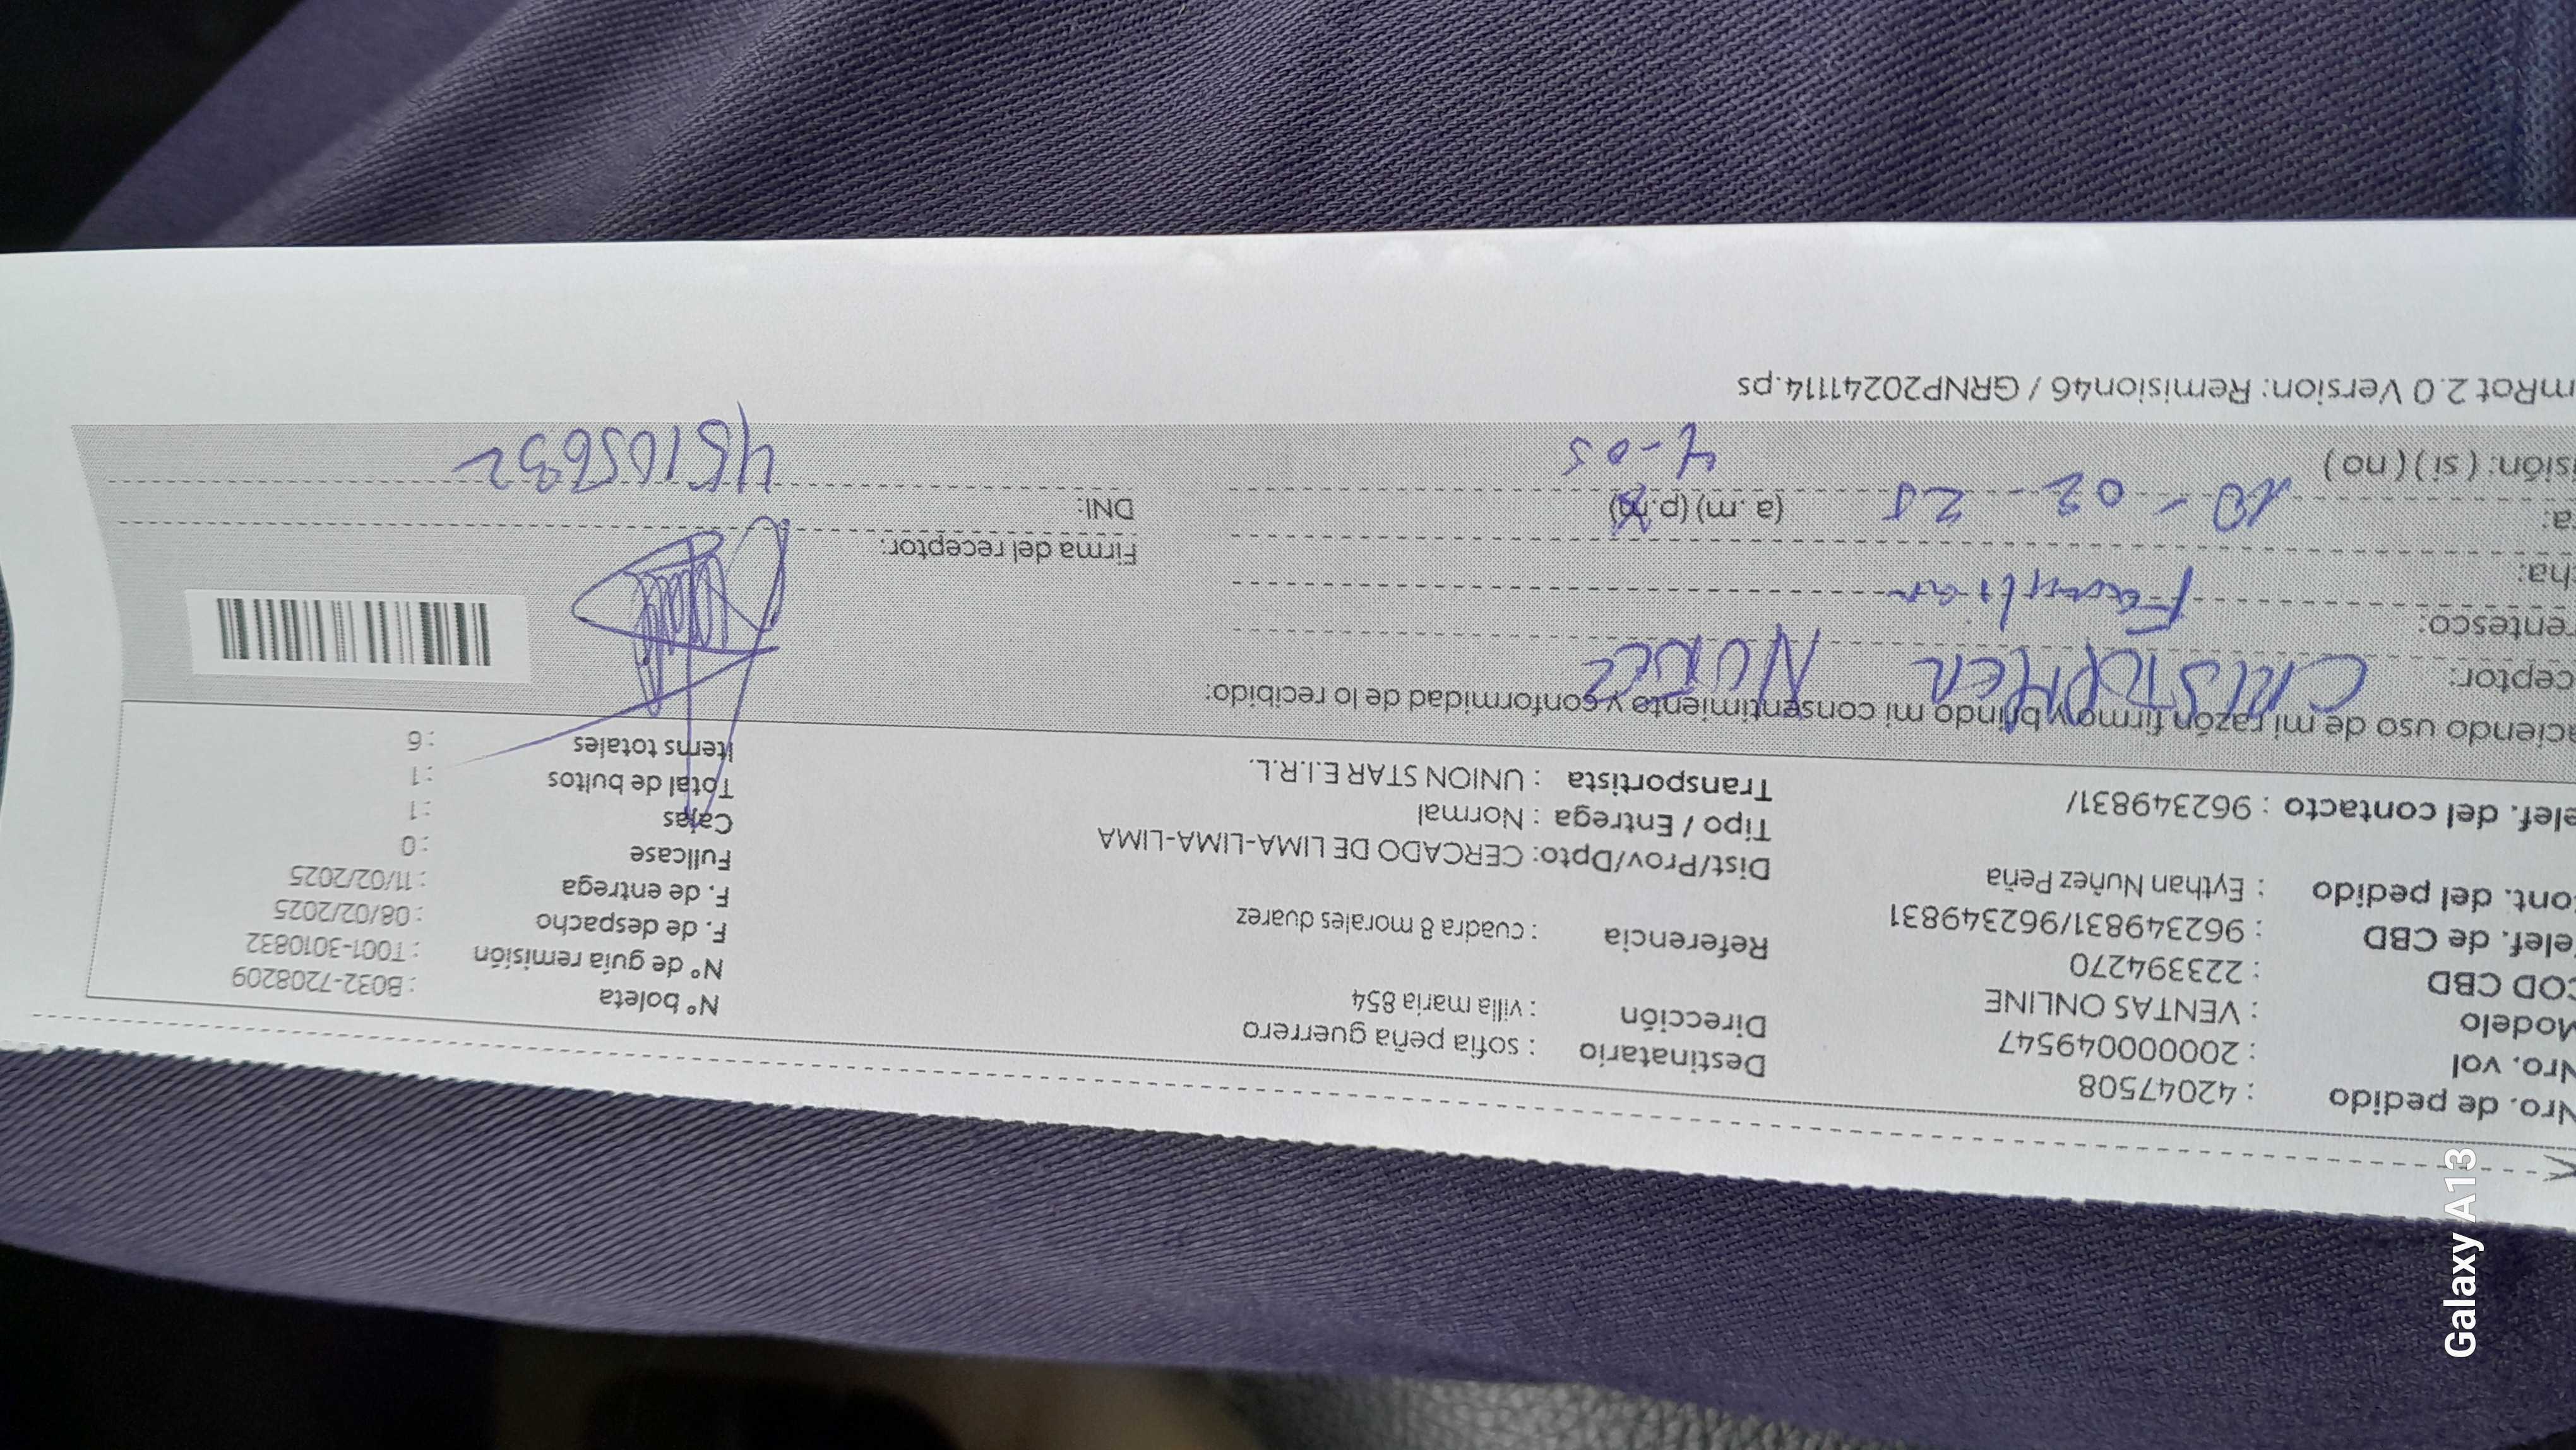 Nro. de pedido : 42047508
Nro. vol : 20000049547
Modelo : VENTAS ONLINE
COD CBD : 223394270
Telef. de CBD : 962349831/962349831
Cont. del pedido : Eythan Nuñez Peña
Telef. del contacto : 962349831/
Destinatario : sofia peña guerrero
Dirección : villa maria 854
Referencia : cuadra 8 morales duarez
Dist/Prov/Dpto: CERCADO DE LIMA-LIMA-LIMA
Tipo / Entrega : Normal
Transportista : UNION STAR E.I.R.L.
N° boleta : B032-7208209
N° de guía remisión : T001-3010832
F. de despacho : 08/02/2025
F. de entrega : 11/02/2025
Fullcase : 0
Cajas : 1
Total de bultos : 1
Items totales : 6
aciendo uso de mi razón firmo y brindo mi consentimiento y conformidad de lo recibido:
ceptor: CRISTOPHER NUÑEZ
entesco: Familiar
cha:
a: 10-02-25 (a.m) (p.m)
isión: (si) (no) 4-05
Firma del receptor:
DNI: 45105632
mRot 2.0 Version: Remision46 / GRNP20241114.ps
Galaxy A13